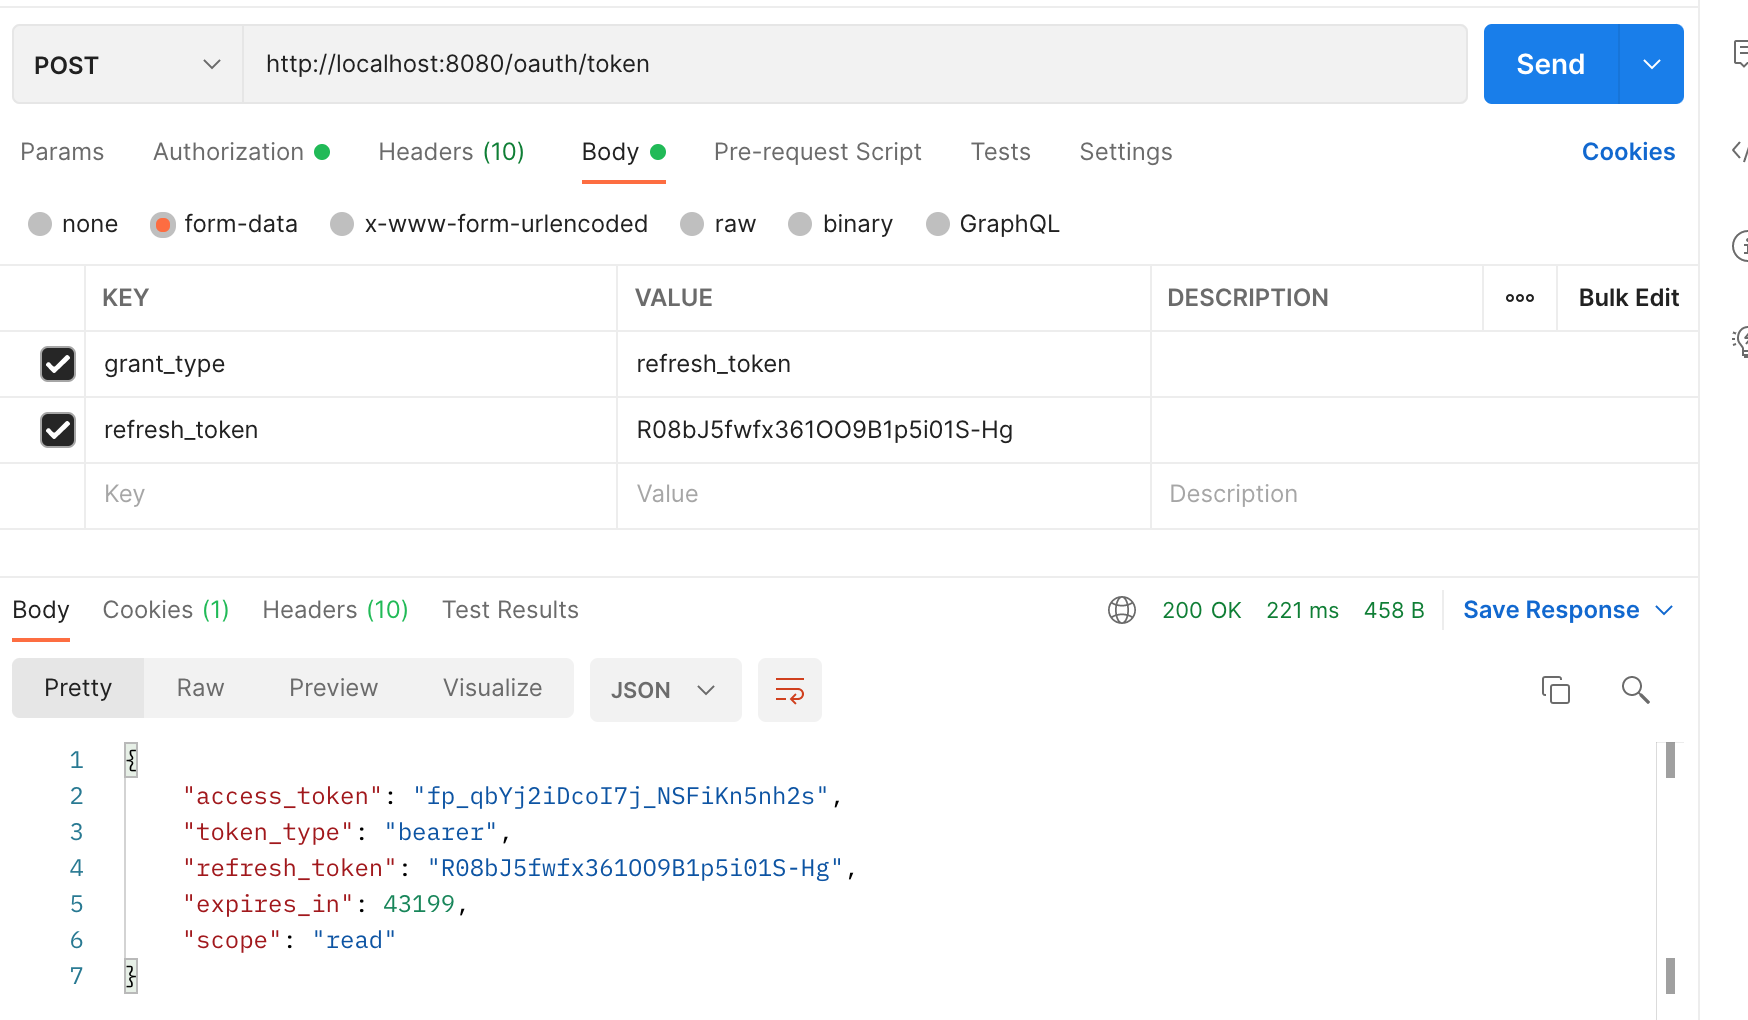 POST http://localhost:8080/oauth/token Send
Params Authorization Headers (10) Body Pre-request Script Tests Settings Cookies
none form-data x-www-form-urlencoded raw binary GraphQL
KEY VALUE DESCRIPTION ooo Bulk Edit
grant_type refresh_token
refresh_token R08bJ5fwfx361OO9B1p5i01S-Hg
Key Value Description
Body Cookies (1) Headers (10) Test Results 200 OK 221 ms 458 B Save Response
Pretty Raw Preview Visualize JSON
1 {
2 "access_token": "fp_qbYj2iDcoI7j_NSFiKn5nh2s",
3 "token_type": "bearer",
4 "refresh_token": "R08bJ5fwfx361OO9B1p5i01S-Hg",
5 "expires_in": 43199,
6 "scope": "read"
7 }